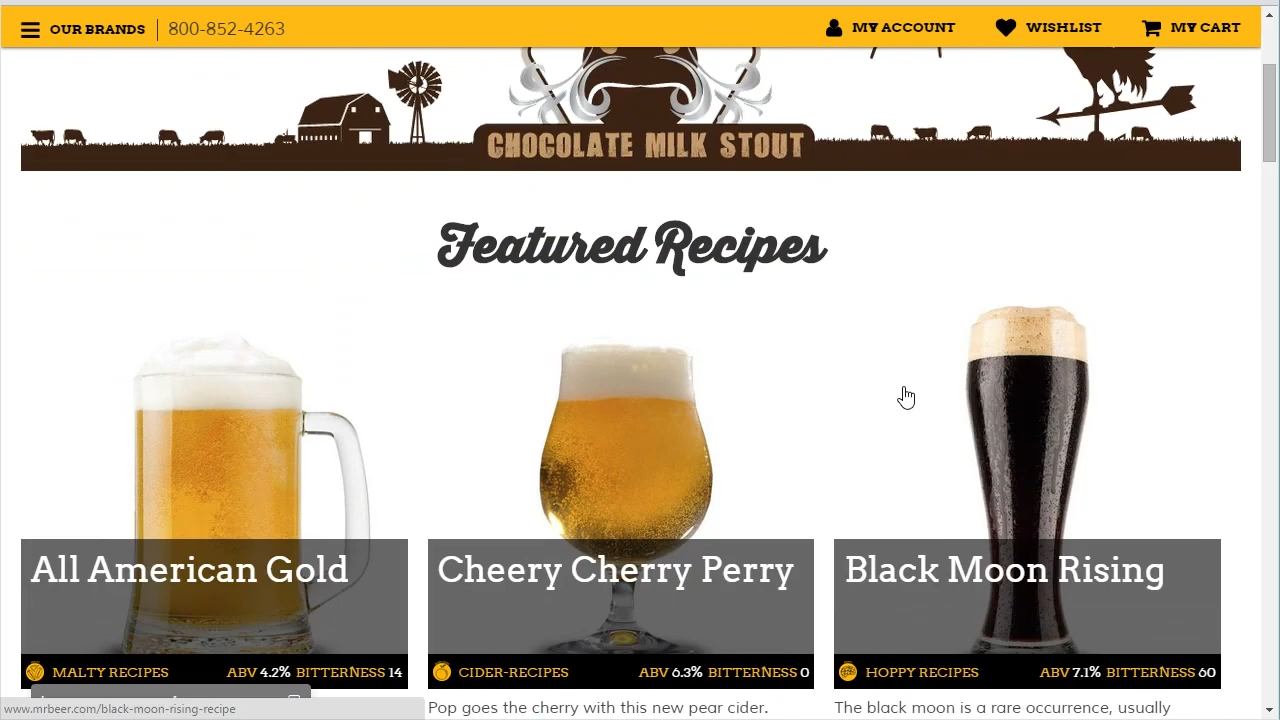 OUR BRANDS 800-852-4263 MY ACCOUNT WISHLIST MY CART
CHOCOLATE MILK STOUT
Featured Recipes
All American Gold
Cheery Cherry Perry
Black Moon Rising
MALTY RECIPES ABV 4.2% BITTERNESS 14
CIDER-RECIPES ABV 6.3% BITTERNESS 0
HOPPY RECIPES ABV 7.1% BITTERNESS 60
www.mrbeer.com/black-moon-rising-recipe
Pop goes the cherry with this new pear cider.
The black moon is a rare occurrence, usually